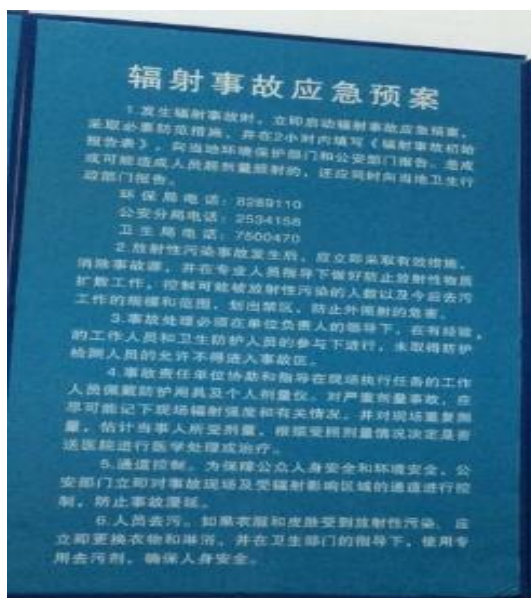 辐射事故应急预案
1.发生辐射事故时，立即启动辐射事故应急预案，
采取必要防范措施，并在2小时内填写《辐射事故初始
报告表》，向当地环境保护部门和公安部门报告。造成
或可能造成人员超剂量照射的，还应同时向当地卫生行
政部门报告。
环保局电话：8289110
公安分局电话：2534158
卫生局电话：7500470
2.放射性污染事故发生后，应立即采取有效措施，
消除事故源，并在专业人员指导下做好防止放射性物质
扩散工作，控制可能被放射性污染的人数以及今后去污
工作的规模和范围，划出禁区，防止外照射的危害。
3.事故处理必须在单位负责人的领导下，在有经验
的工作人员和卫生防护人员的参与下进行，未取得防护
检测人员的允许不得进入事故区。
4.事故责任单位协助和指导在现场执行任务的工作
人员佩戴防护用具及个人剂量仪。对严重剂量事故，应
尽可能记下现场辐射强度和有关情况，并对现场重复测
量，估计当事人所受剂量，根据受照剂量情况决定是否
送医院进行医学处理或治疗。
5.通道控制。为保障公众人身安全和环境安全，公
安部门立即对事故现场及受辐射影响区域的通道进行控
制，防止事故蔓延。
6.人员去污。如果衣服和皮肤受到放射性污染，应
立即更换衣物和淋浴，并在卫生部门的指导下，使用专
用去污剂，确保人身安全。